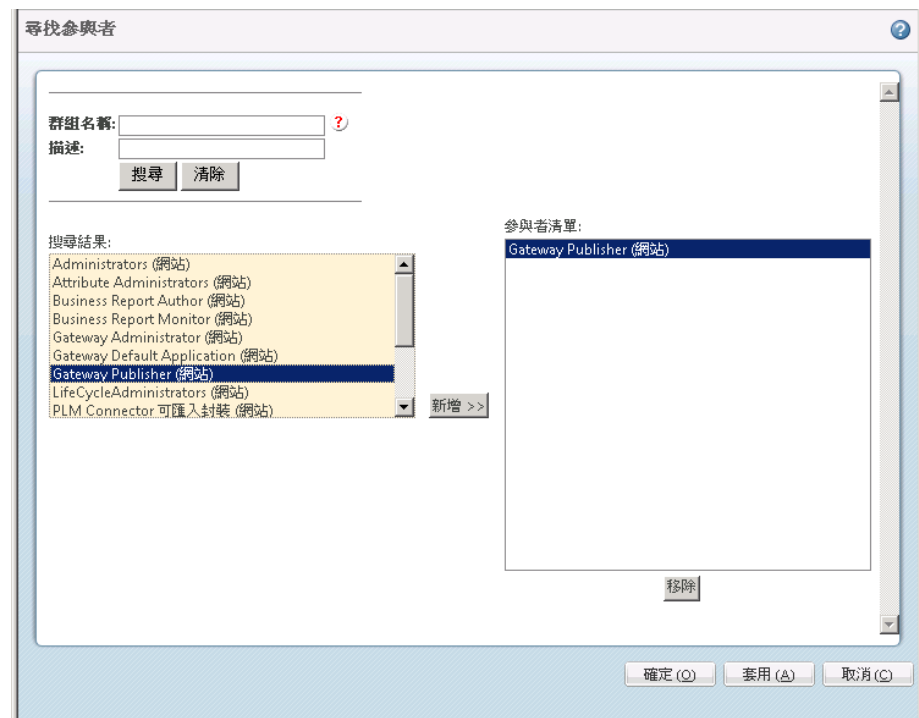 尋找參與者
群組名稱:
描述:
搜尋 清除
搜尋結果:
Administrators (網站)
Attribute Administrators (網站)
Business Report Author (網站)
Business Report Monitor (網站)
Gateway Administrator (網站)
Gateway Default Application (網站)
Gateway Publisher (網站)
LifeCycleAdministrators (網站)
PLM Connector 可匯入封裝 (網站)
新增 >>
參與者清單:
Gateway Publisher (網站)
移除
確定 (O) 套用 (A) 取消 (C)